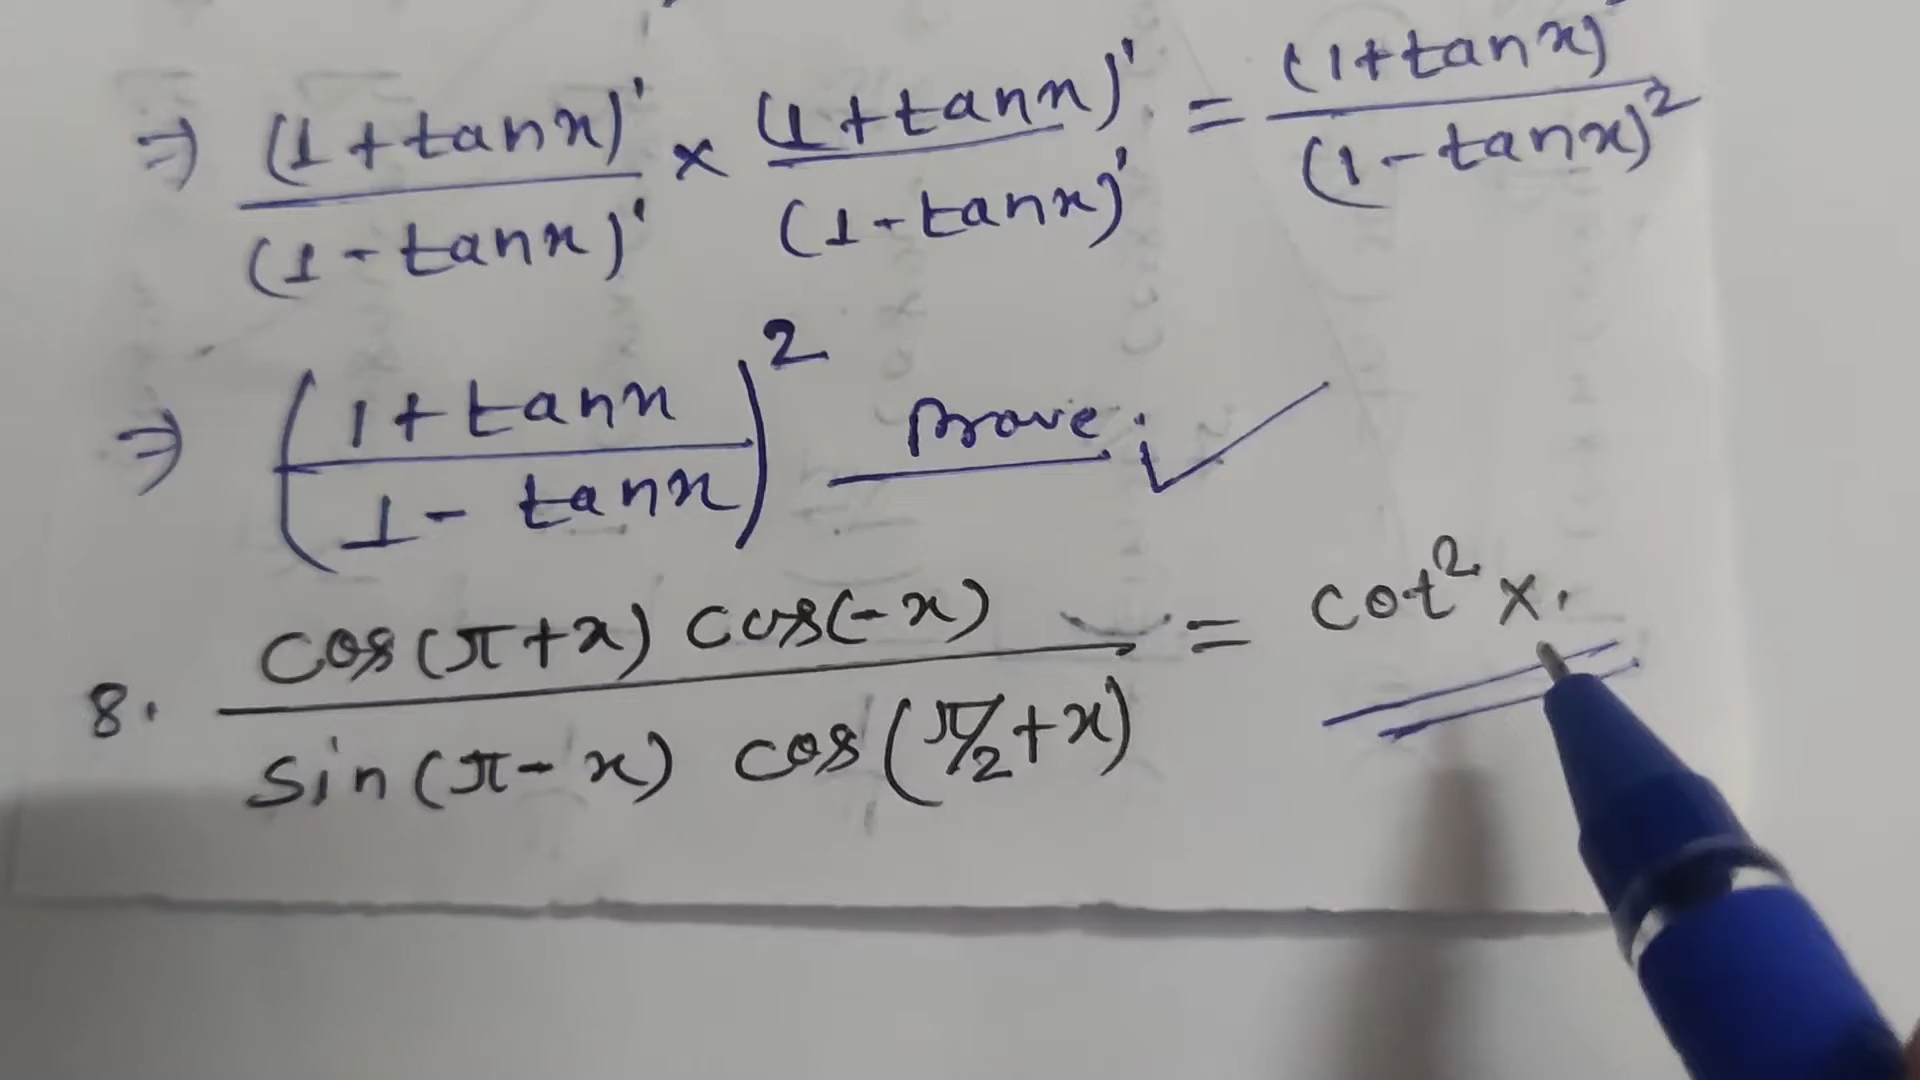 ⇒ (1+tanx)' / (1-tanx)' × (1+tanx)' / (1-tanx)' = (1+tanx) / (1-tanx)²
⇒ ((1+tanx) / (1-tanx))² Prove.
8. cos(π+x) cos(-x) / sin(π-x) cos(π/2+x) = cot² x.